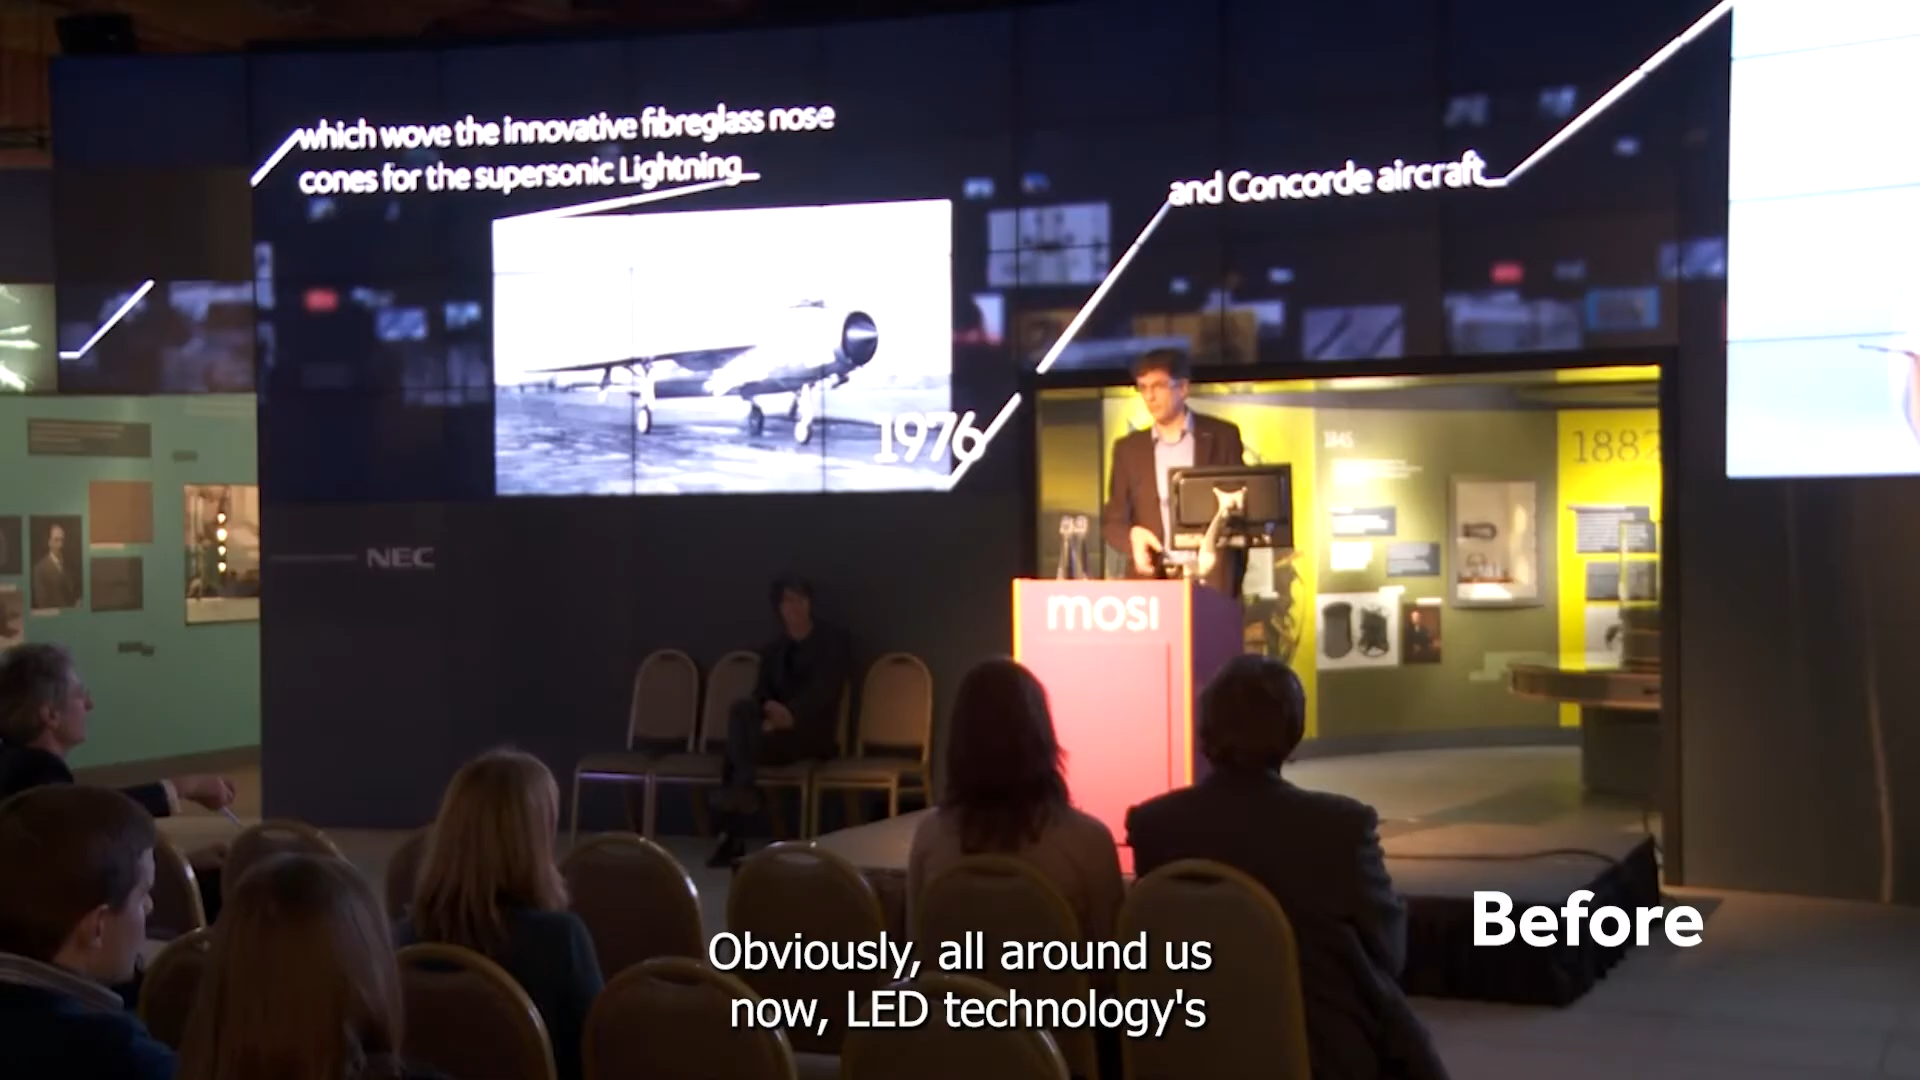 which wove the innovative fibreglass nose
cones for the supersonic Lightning
and Concorde aircraft
1976
1845
1882
NEC
mosi
Before
Obviously, all around us
now, LED technology's